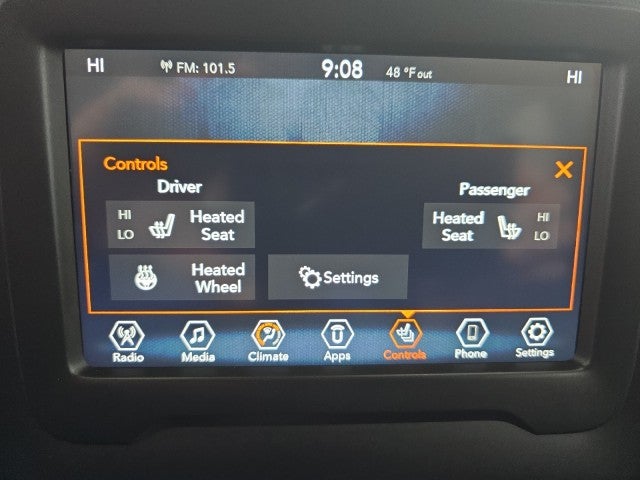 HI FM: 101.5 9:08 48 °F out HI
Controls
Driver Passenger
HI Heated Heated HI
LO Seat Seat LO
Heated Settings
Wheel
Radio Media Climate Apps Controls Phone Settings